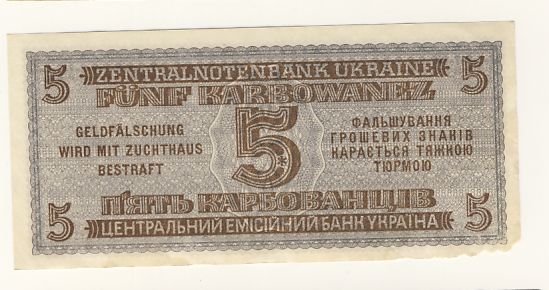 5 ZENTRALNOTENBANK UKRAINE 5
FÜNF KARBOWANEZ
GELDFÄLSCHUNG
WIRD MIT ZUCHTHAUS
BESTRAFT
5
ФАЛЬШУВАННЯ
ГРОШЕВИХ ЗНАКІВ
КАРАЄТЬСЯ ТЯЖКОЮ
ТЮРМОЮ
ПЯТЬ КАРБОВАНЦІВ
5 ЦЕНТРАЛЬНИЙ ЕМІСІЙНИЙ БАНК УКРАЇНА 5